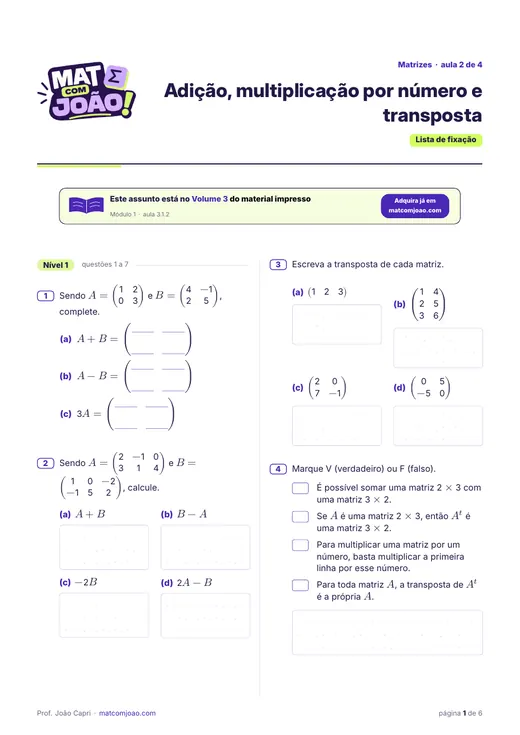 MAT
COM
JOÃO!
Matrizes · aula 2 de 4
Adição, multiplicação por número e
transposta
Lista de fixação
Este assunto está no Volume 3 do material impresso
Módulo 1 · aula 3.1.2
Adquira já em
matcomjoao.com
Nível 1 questões 1 a 7
1 Sendo A = (1 2; 0 3) e B = (4 −1; 2 5),
complete.
(a) A + B = ( )
(b) A − B = ( )
(c) 3A = ( )
2 Sendo A = (2 −1 0; 3 1 4) e B =
(1 0 −2; −1 5 2), calcule.
(a) A + B (b) B − A
(c) −2B (d) 2A − B
3 Escreva a transposta de cada matriz.
(a) (1 2 3) (b) (1 4; 2 5; 3 6)
(c) (2 0; 7 −1) (d) (0 5; −5 0)
4 Marque V (verdadeiro) ou F (falso).
É possível somar uma matriz 2 × 3 com
uma matriz 3 × 2.
Se A é uma matriz 2 × 3, então Aᵗ é
uma matriz 3 × 2.
Para multiplicar uma matriz por um
número, basta multiplicar a primeira
linha por esse número.
Para toda matriz A, a transposta de Aᵗ
é a própria A.
Prof. João Capri · matcomjoao.com
página 1 de 6